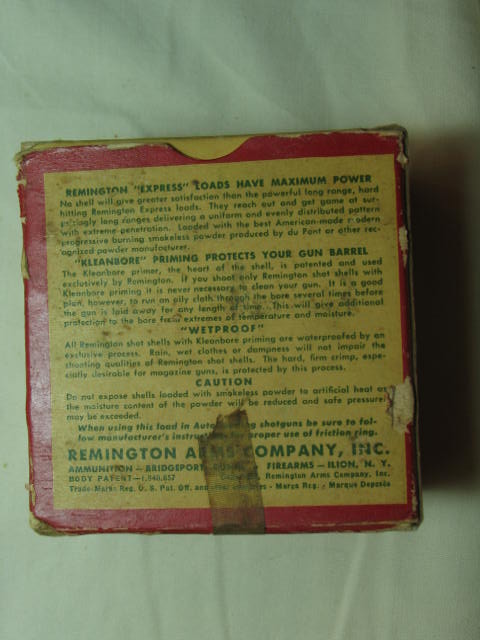 REMINGTON "EXPRESS" LOADS HAVE MAXIMUM POWER
No shell will give greater satisfaction than the powerful long range, hard
hitting Remington Express loads. They reach out and get game at sur-
prisingly long ranges delivering a uniform and evenly distributed pattern
with extreme penetration. Loaded with the best American-made modern
progressive burning smokeless powder produced by du Pont or other rec-
ognized powder manufacturer.
"KLEANBORE" PRIMING PROTECTS YOUR GUN BARREL
The Kleanbore primer, the heart of the shell, is patented and used
exclusively by Remington. If you shoot only Remington shot shells with
Kleanbore priming it is never necessary to clean your gun. It is a good
plan, however, to run an oily cloth through the bore several times before
the gun is laid away for any length of time. This will give additional
protection to the bore from extremes of temperature and moisture.
"WETPROOF"
All Remington shot shells with Kleanbore priming are waterproofed by an
exclusive process. Rain, wet clothes or dampness will not impair the
shooting qualities of Remington shot shells. The hard, firm crimp, espe-
cially desirable for magazine guns, is protected by this process.
CAUTION
Do not expose shells loaded with smokeless powder to artificial heat as
the moisture content of the powder will be reduced and safe pressure
may be exceeded.
When using this load in Autoloading shotguns be sure to fol-
low manufacturer's instructions for proper use of friction ring.
REMINGTON ARMS COMPANY, INC.
AMMUNITION — BRIDGEPORT, CONN. FIREARMS — ILION, N. Y.
BODY PATENT—1,940,657 Remington Arms Company, Inc.
Trade Mark Reg. U. S. Pat. Off. and - Marca Reg. - Marque Deposée